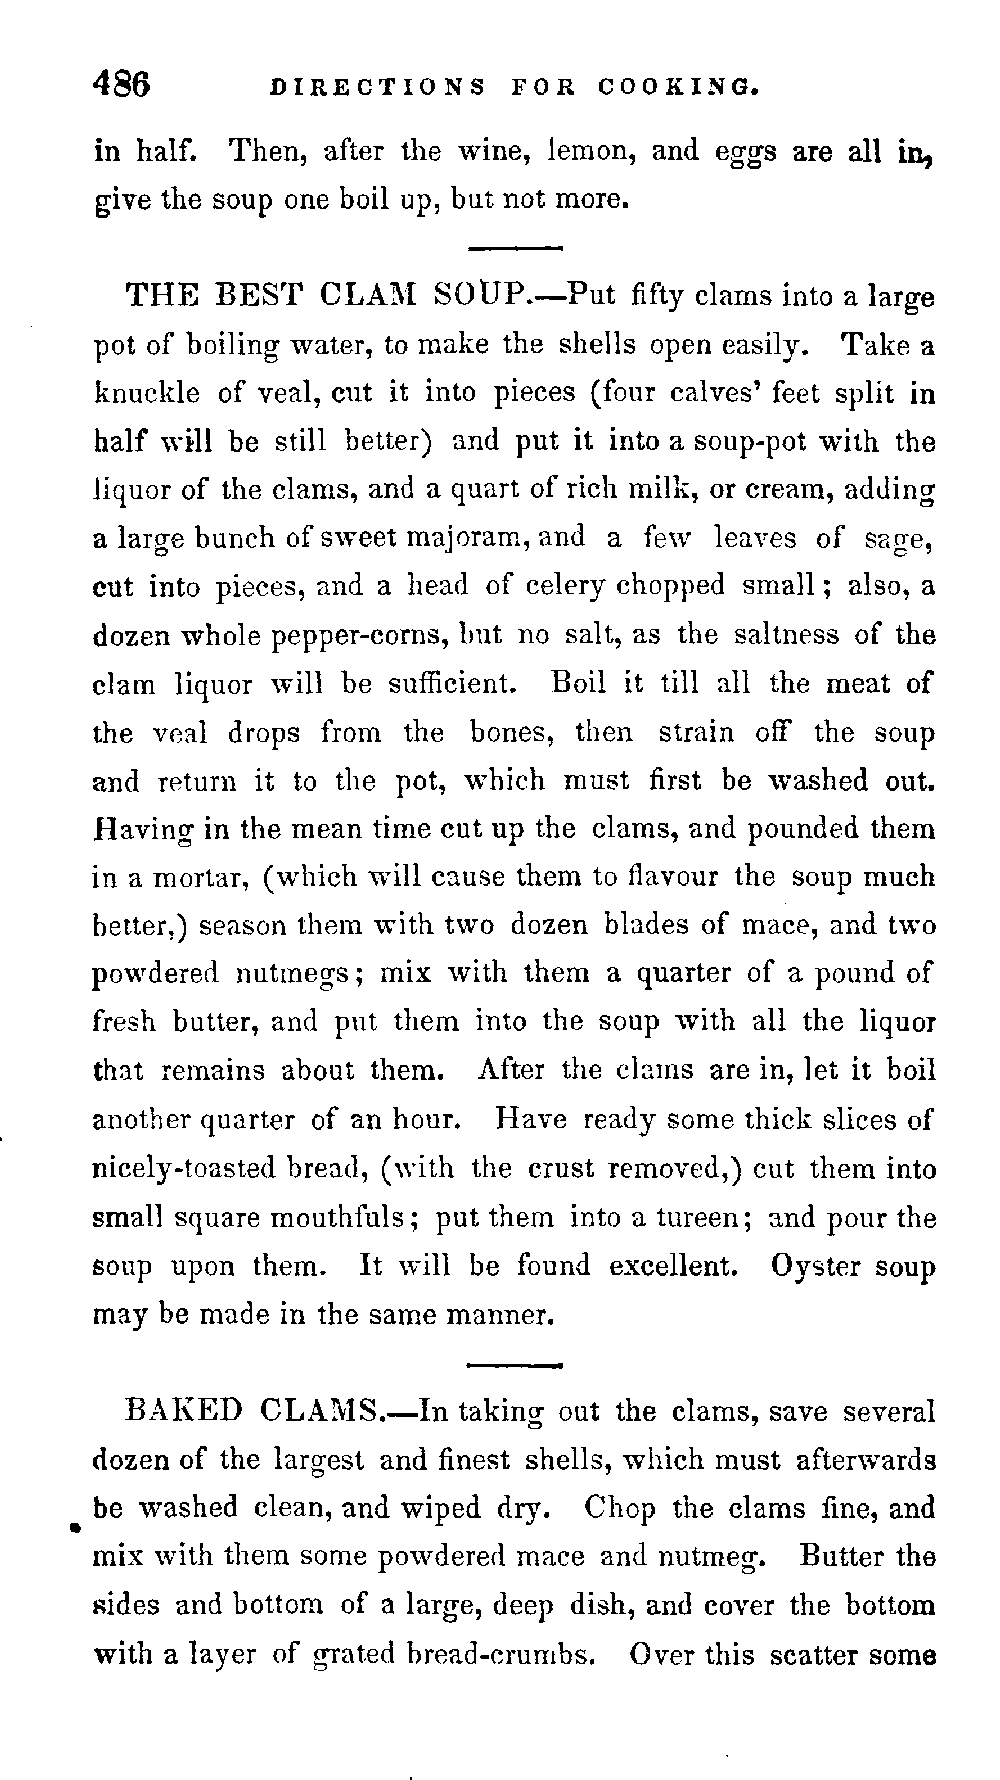 486 DIRECTIONS FOR COOKING.
in half. Then, after the wine, lemon, and eggs are all in,
give the soup one boil up, but not more.
THE BEST CLAM SOUP.—Put fifty clams into a large
pot of boiling water, to make the shells open easily. Take a
knuckle of veal, cut it into pieces (four calves' feet split in
half will be still better) and put it into a soup-pot with the
liquor of the clams, and a quart of rich milk, or cream, adding
a large bunch of sweet majoram, and a few leaves of sage,
cut into pieces, and a head of celery chopped small; also, a
dozen whole pepper-corns, but no salt, as the saltness of the
clam liquor will be sufficient. Boil it till all the meat of
the veal drops from the bones, then strain off the soup
and return it to the pot, which must first be washed out.
Having in the mean time cut up the clams, and pounded them
in a mortar, (which will cause them to flavour the soup much
better,) season them with two dozen blades of mace, and two
powdered nutmegs; mix with them a quarter of a pound of
fresh butter, and put them into the soup with all the liquor
that remains about them. After the clams are in, let it boil
another quarter of an hour. Have ready some thick slices of
nicely-toasted bread, (with the crust removed,) cut them into
small square mouthfuls; put them into a tureen; and pour the
soup upon them. It will be found excellent. Oyster soup
may be made in the same manner.
BAKED CLAMS.—In taking out the clams, save several
dozen of the largest and finest shells, which must afterwards
be washed clean, and wiped dry. Chop the clams fine, and
mix with them some powdered mace and nutmeg. Butter the
sides and bottom of a large, deep dish, and cover the bottom
with a layer of grated bread-crumbs. Over this scatter some